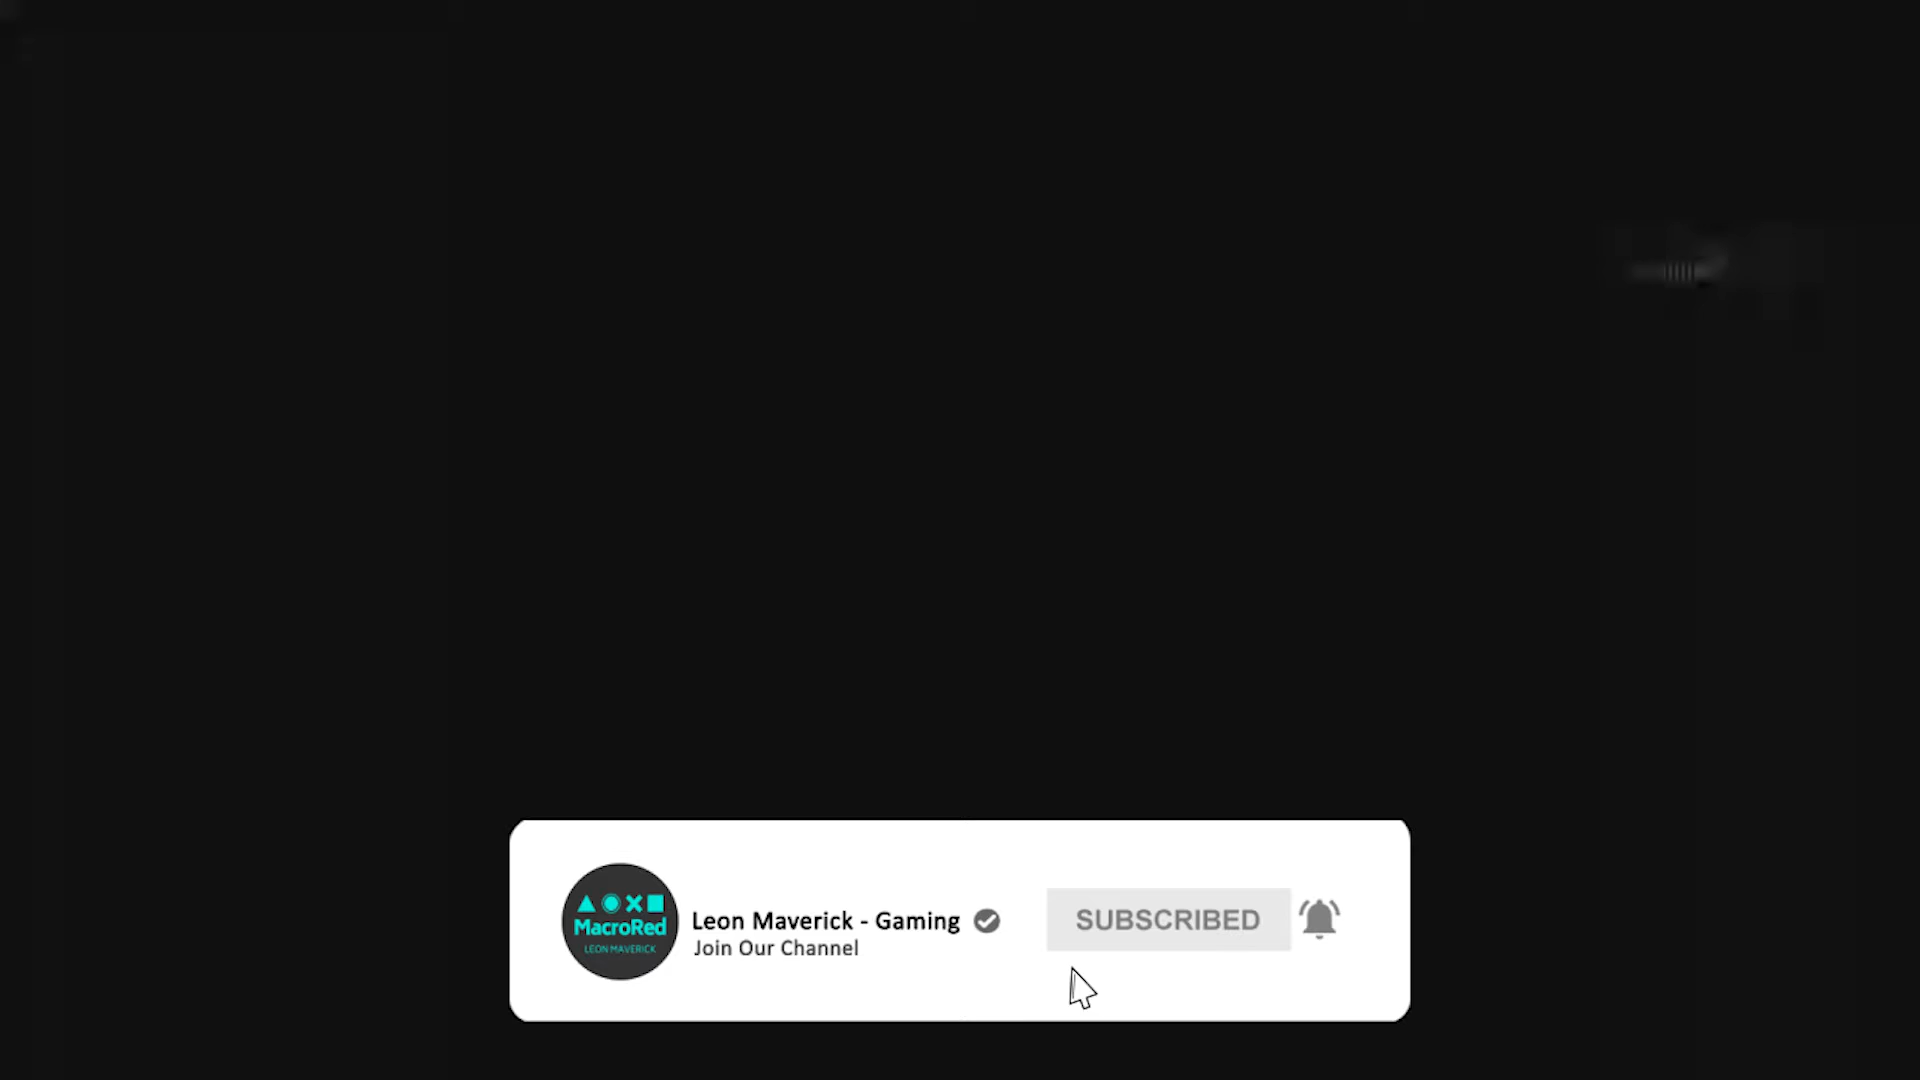 MacroRed
LEON MAVERICK
Leon Maverick - Gaming
Join Our Channel
SUBSCRIBED